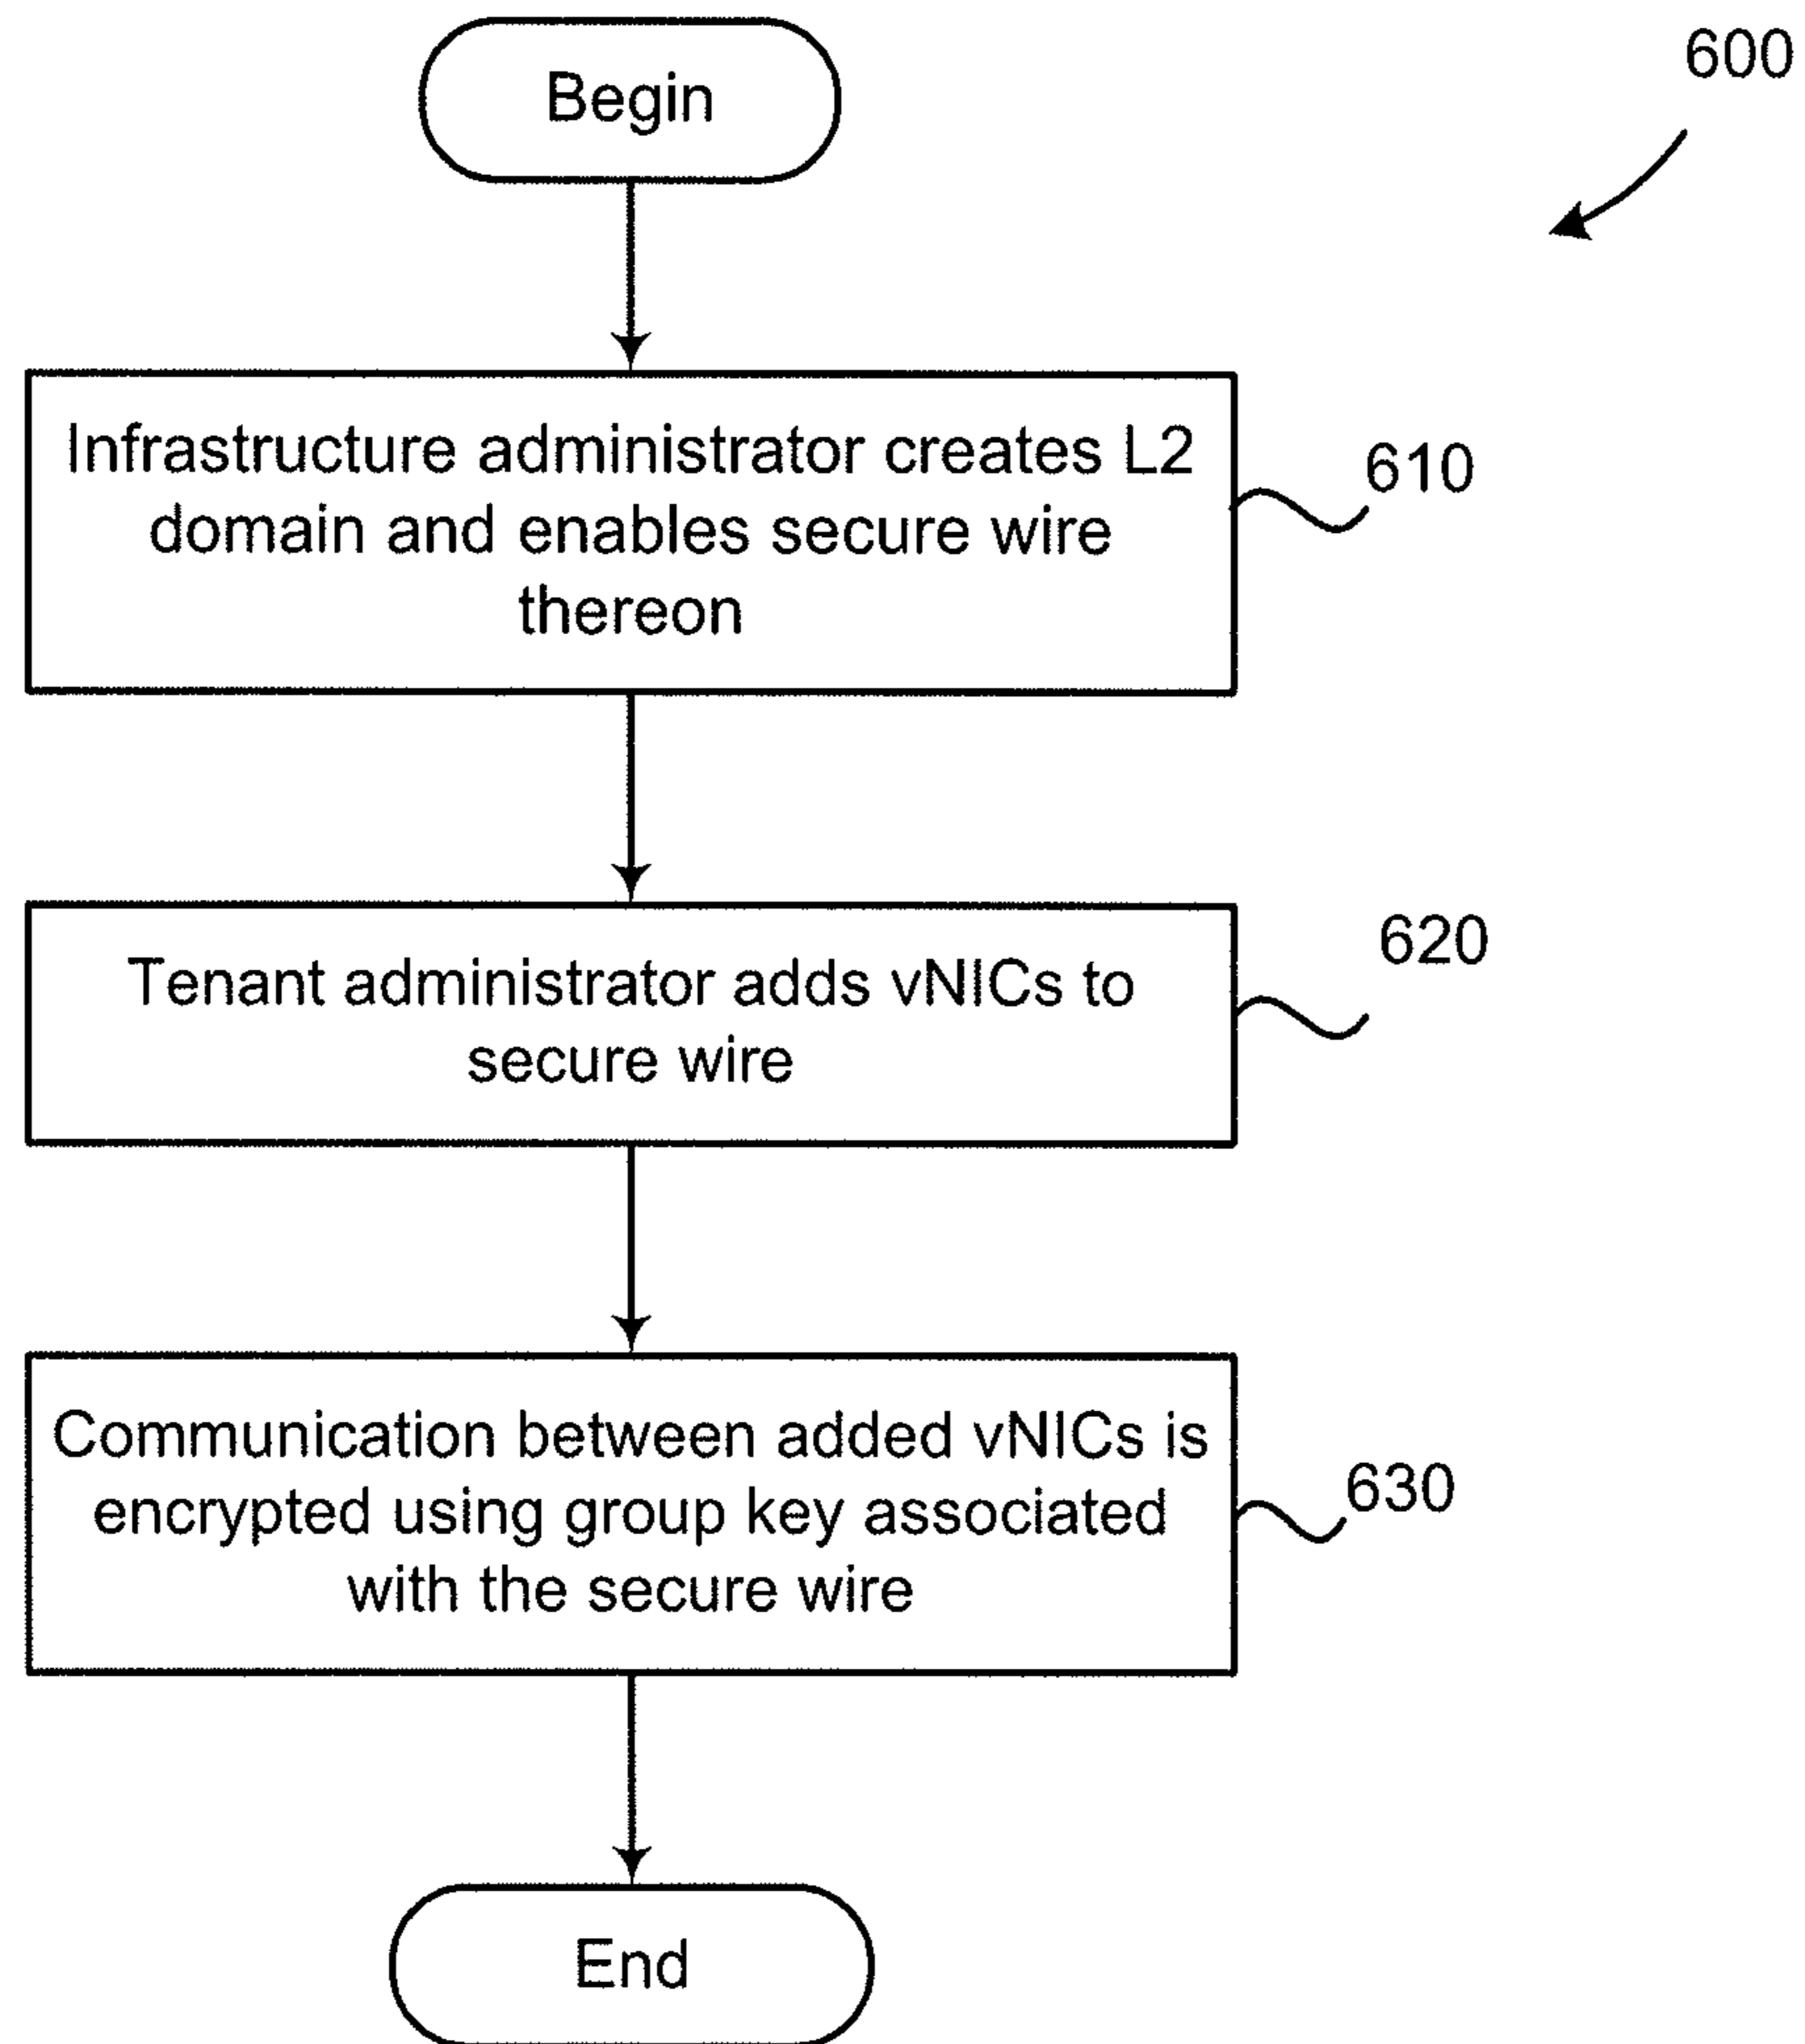 Begin
600
Infrastructure administrator creates L2
domain and enables secure wire
thereon
610
Tenant administrator adds vNICs to
secure wire
620
Communication between added vNICs is
encrypted using group key associated
with the secure wire
630
End